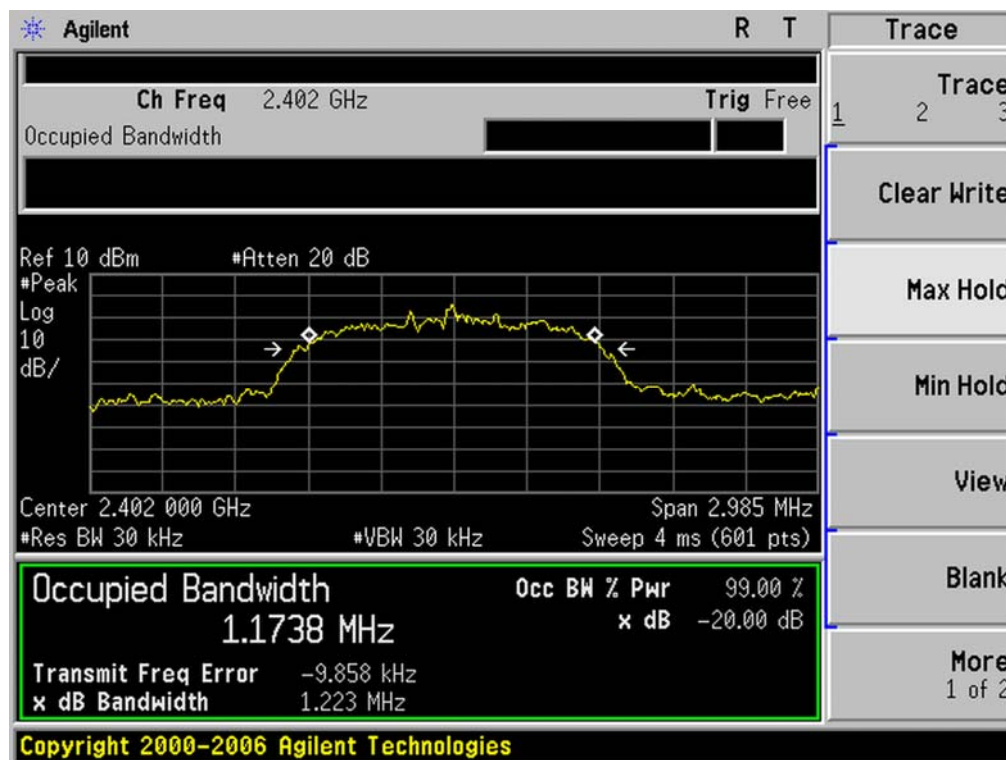 Agilent R T Trace
Ch Freq 2.402 GHz Trig Free
Occupied Bandwidth
Trace
1 2 3
Clear Write
Max Hold
Min Hold
View
Blank
More
1 of 2
Ref 10 dBm #Atten 20 dB
#Peak
Log
10
dB/
Center 2.402 000 GHz Span 2.985 MHz
#Res BW 30 kHz #VBW 30 kHz Sweep 4 ms (601 pts)
Occupied Bandwidth Occ BW % Pwr 99.00 %
1.1738 MHz x dB -20.00 dB
Transmit Freq Error -9.858 kHz
x dB Bandwidth 1.223 MHz
Copyright 2000-2006 Agilent Technologies